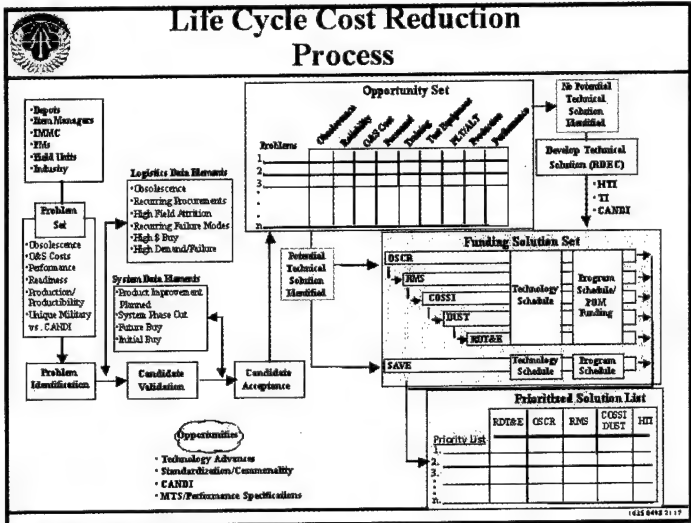 Life Cycle Cost Reduction
Process
•Depots
•Item Managers
•IMMC
•PMs
•Field Units
•Industry
Problem
Set
•Obsolescence
•O&S Costs
•Performance
•Readiness
•Production/
Productibility
•Unique Military
vs. CANDI
Problem
Identification
Logistics Data Elements
•Obsolescence
•Recurring Procurements
•High Field Attrition
•Recurring Failure Modes
•High $ Buy
•High Demand/Failure
System Data Elements
•Product Improvement
Planned
•System Phase Out
•Future Buy
•Initial Buy
Candidate
Validation
Candidate
Acceptance
Opportunity Set
Problems
Obsolescence
Reliability
O&S Cost
Personnel
Training
Test Equipment
PLT/ALT
Production
Performance
1.
2.
3.
n.
No Potential
Technical
Solution
Identified
Develop Technical
Solution (RDEC)
• HTI
• TI
• CANDI
Potential
Technical
Solution
Identified
Funding Solution Set
OSCR
RMS
COSSI
DUST
RDT&E
Technology
Schedule
Program
Schedule/
POM
Funding
SAVE
Technology
Schedule
Program
Schedule
Prioritized Solution List
RDT&E
OSCR
RMS
COSSI
DUST
HTI
Priority List
1.
2.
3.
n.
Opportunities
• Technology Advances
• Standardization/Commonality
• CANDI
• MTS/Performance Specifications
1625 0498 2117